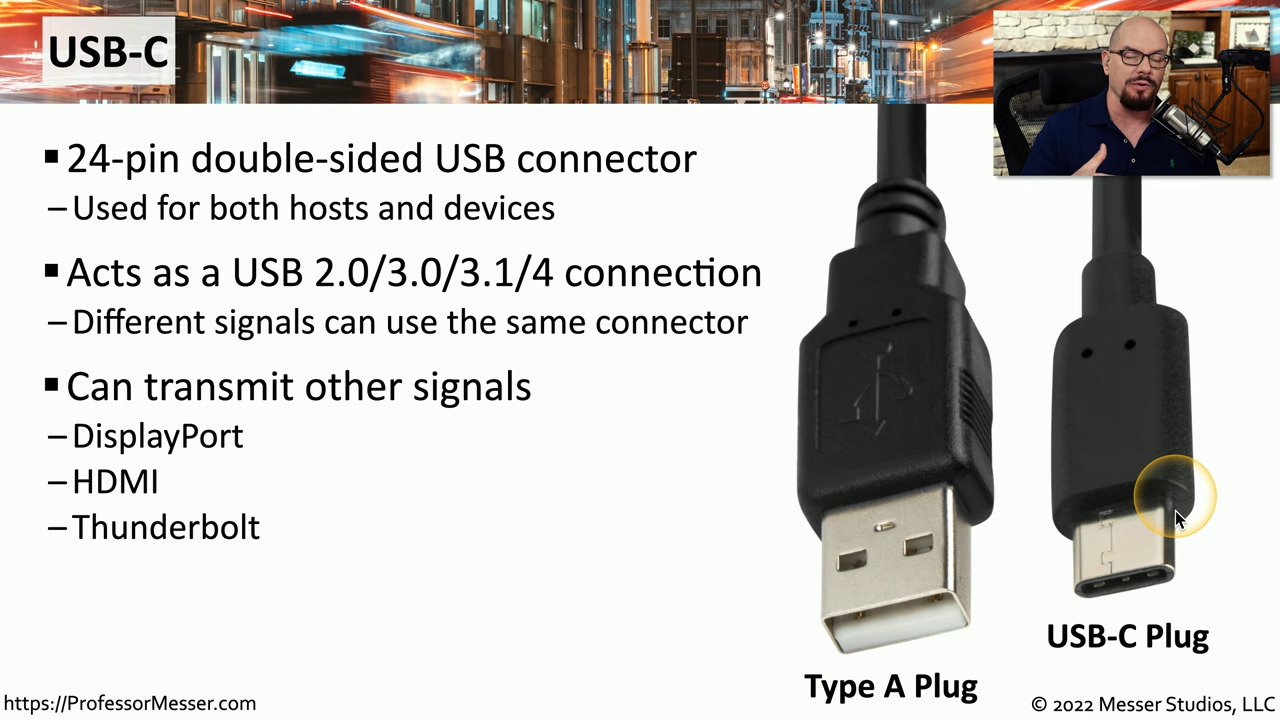 USB-C
▪ 24-pin double-sided USB connector
– Used for both hosts and devices
▪ Acts as a USB 2.0/3.0/3.1/4 connection
– Different signals can use the same connector
▪ Can transmit other signals
– DisplayPort
– HDMI
– Thunderbolt
USB-C Plug
Type A Plug
https://ProfessorMesser.com
© 2022 Messer Studios, LLC